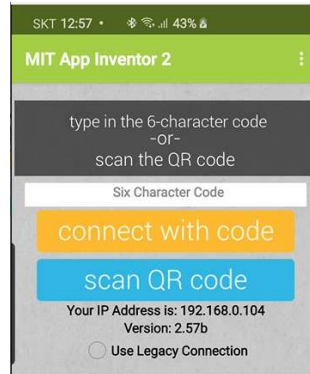 SKT 12:57 • 43%
MIT App Inventor 2
type in the 6-character code
-or-
scan the QR code
Six Character Code
connect with code
scan QR code
Your IP Address is: 192.168.0.104
Version: 2.57b
Use Legacy Connection